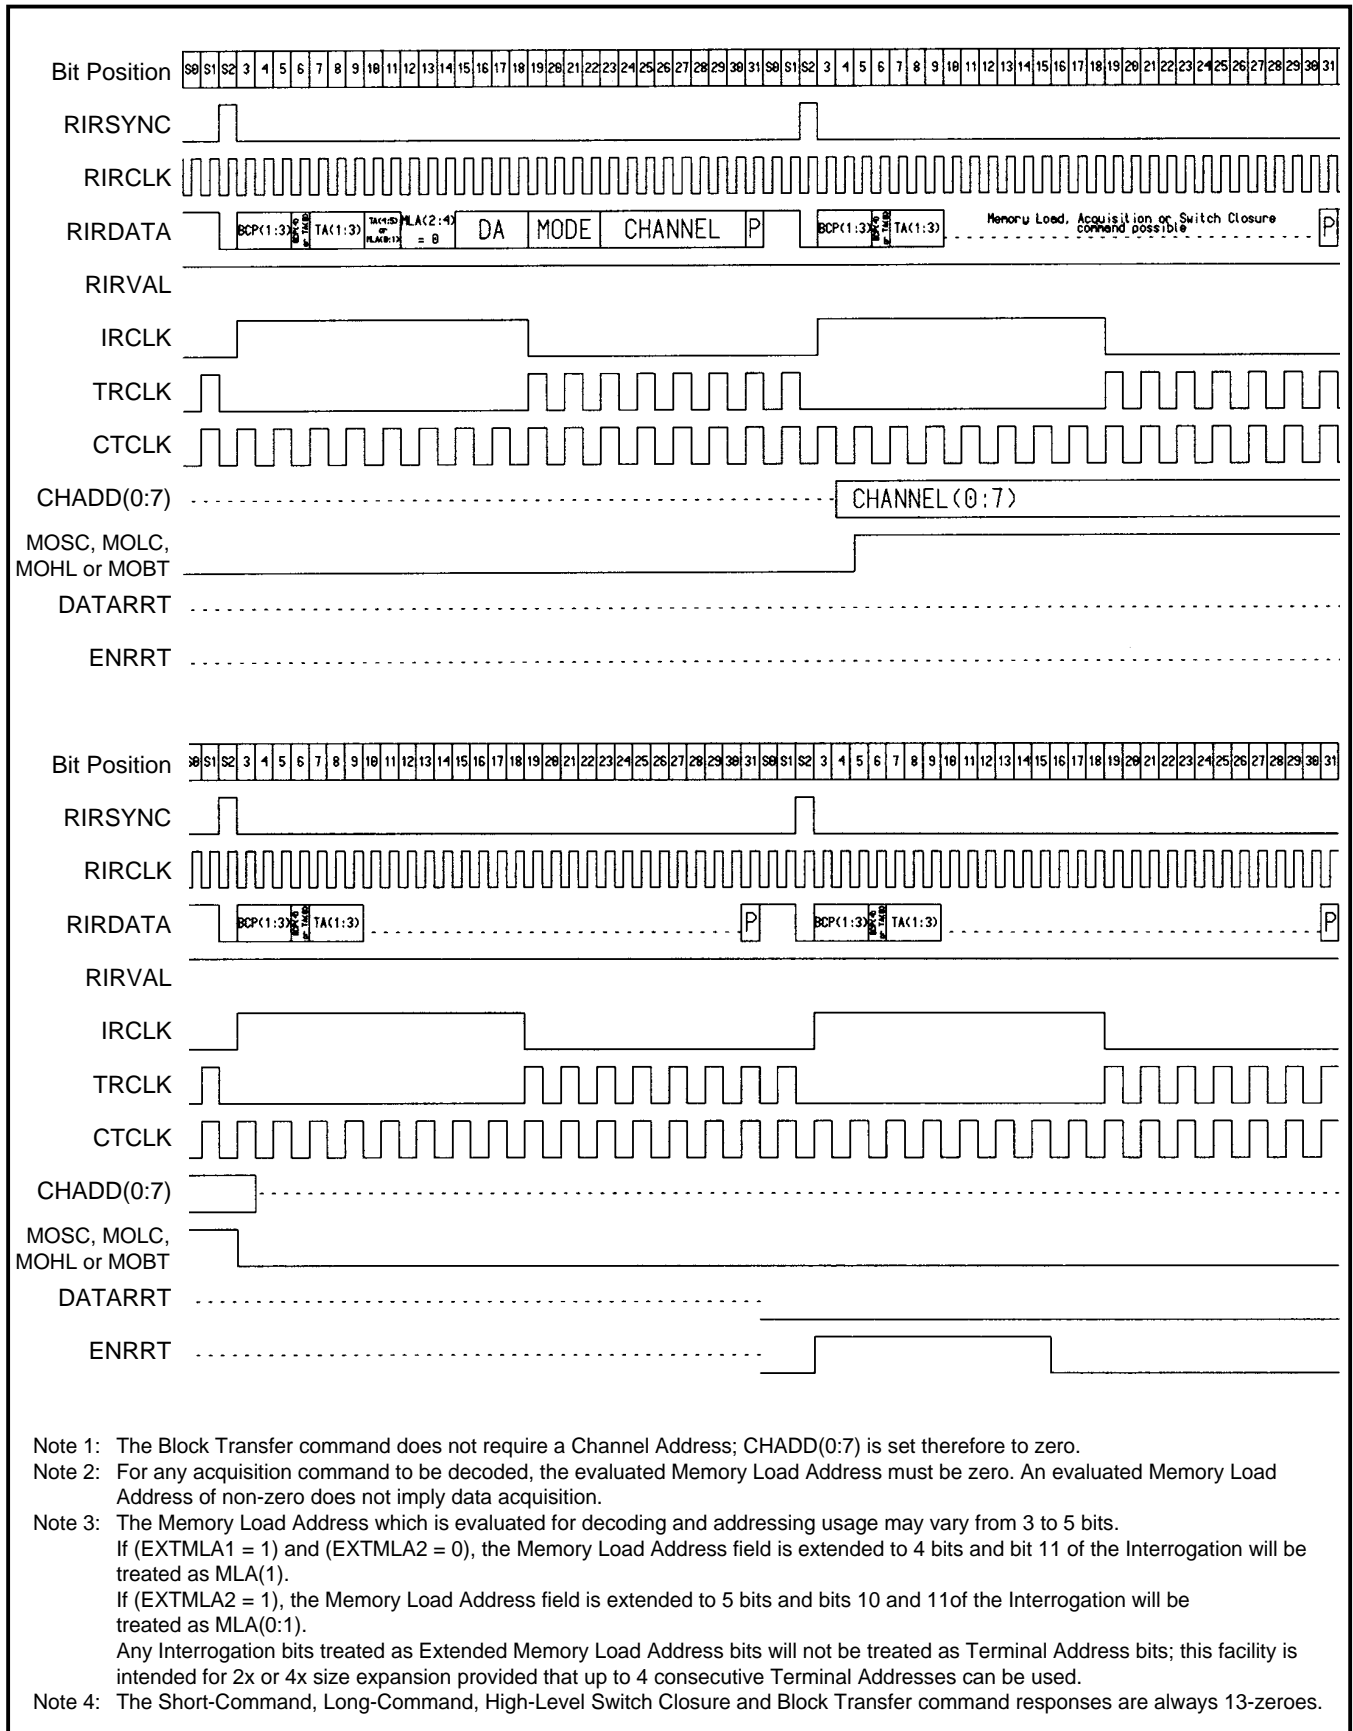 Bit Position S0 S1 S2 3 4 5 6 7 8 9 10 11 12 13 14 15 16 17 18 19 20 21 22 23 24 25 26 27 28 29 30 31 S0 S1 S2 3 4 5 6 7 8 9 10 11 12 13 14 15 16 17 18 19 20 21 22 23 24 25 26 27 28 29 30 31
RIRSYNC
RIRCLK
RIRDATA BCP(1:3) TA(1:3) TA(4:5) or MLA(0:1) MLA(2:4) = 0 DA MODE CHANNEL P BCP(1:3) TA(1:3) Memory Load, Acquisition or Switch Closure command possible P
RIRVAL
IRCLK
TRCLK
CTCLK
CHADD(0:7) CHANNEL(0:7)
MOSC, MOLC,
MOHL or MOBT
DATARRT
ENRRT
Bit Position S0 S1 S2 3 4 5 6 7 8 9 10 11 12 13 14 15 16 17 18 19 20 21 22 23 24 25 26 27 28 29 30 31 S0 S1 S2 3 4 5 6 7 8 9 10 11 12 13 14 15 16 17 18 19 20 21 22 23 24 25 26 27 28 29 30 31
RIRSYNC
RIRCLK
RIRDATA BCP(1:3) TA(1:3) P BCP(1:3) TA(1:3) P
RIRVAL
IRCLK
TRCLK
CTCLK
CHADD(0:7)
MOSC, MOLC,
MOHL or MOBT
DATARRT
ENRRT
Note 1: The Block Transfer command does not require a Channel Address; CHADD(0:7) is set therefore to zero.
Note 2: For any acquisition command to be decoded, the evaluated Memory Load Address must be zero. An evaluated Memory Load
Address of non-zero does not imply data acquisition.
Note 3: The Memory Load Address which is evaluated for decoding and addressing usage may vary from 3 to 5 bits.
If (EXTMLA1 = 1) and (EXTMLA2 = 0), the Memory Load Address field is extended to 4 bits and bit 11 of the Interrogation will be
treated as MLA(1).
If (EXTMLA2 = 1), the Memory Load Address field is extended to 5 bits and bits 10 and 11of the Interrogation will be
treated as MLA(0:1).
Any Interrogation bits treated as Extended Memory Load Address bits will not be treated as Terminal Address bits; this facility is
intended for 2x or 4x size expansion provided that up to 4 consecutive Terminal Addresses can be used.
Note 4: The Short-Command, Long-Command, High-Level Switch Closure and Block Transfer command responses are always 13-zeroes.